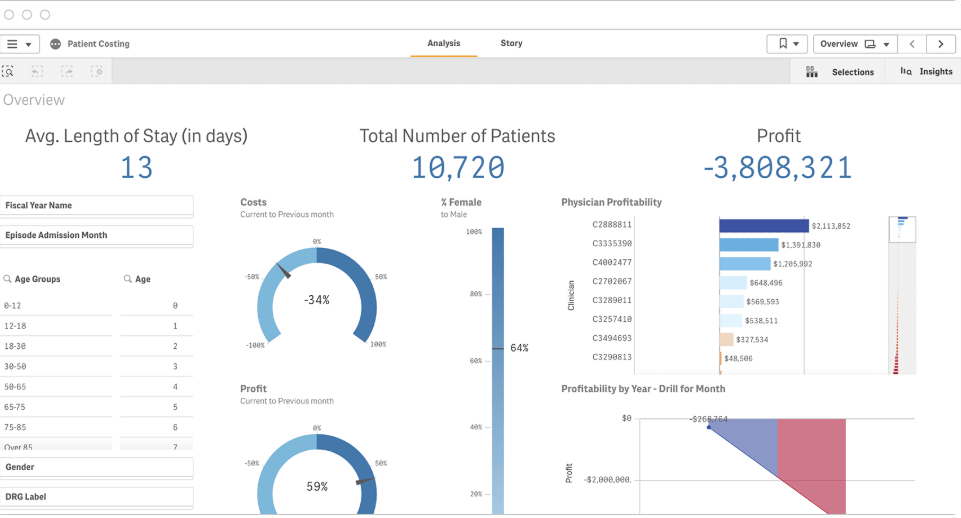 Patient Costing
Analysis
Story
Overview
Selections
Insights
Overview
Avg. Length of Stay (in days)
13
Total Number of Patients
10,720
Profit
-3,808,321
Fiscal Year Name
Episode Admission Month
Age Groups
Age
0-12 0
12-18 1
18-30 2
30-50 3
50-65 4
65-75 5
75-85 6
Over 85 7
Gender
DRG Label
Costs
Current to Previous month
0%
-50%
50%
-34%
-100%
100%
Profit
Current to Previous month
0%
-50%
50%
59%
% Female
to Male
100%
80%
64%
60%
40%
20%
Physician Profitability
Clinician
C2888811 $2,113,852
C3335390 $1,391,830
C4002477 $1,205,992
C2702067 $648,496
C3289011 $569,593
C3257410 $538,511
C3494693 $327,534
C3290813 $48,506
Profitability by Year - Drill for Month
Profit
$0
-$268,764
-$2,000,000.